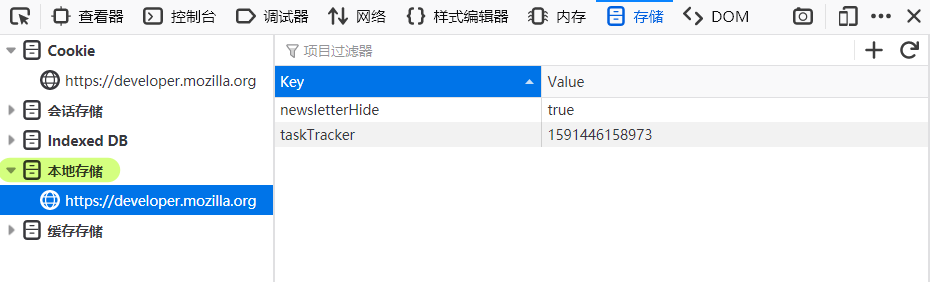 查看器 控制台 调试器 网络 {} 样式编辑器 内存 存储 DOM
Cookie
https://developer.mozilla.org
会话存储
Indexed DB
本地存储
https://developer.mozilla.org
缓存存储
项目过滤器
Key Value
newsletterHide true
taskTracker 1591446158973